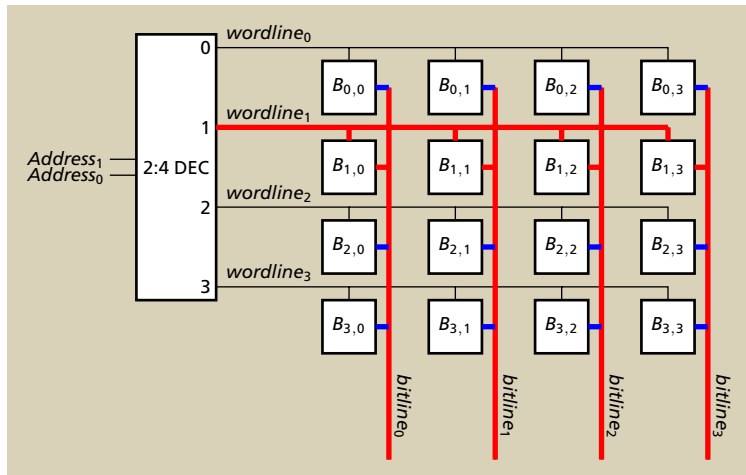 0 wordline₀
B₀,₀ B₀,₁ B₀,₂ B₀,₃
1 wordline₁
Address₁
Address₀
2:4 DEC
B₁,₀ B₁,₁ B₁,₂ B₁,₃
2 wordline₂
B₂,₀ B₂,₁ B₂,₂ B₂,₃
3 wordline₃
B₃,₀ B₃,₁ B₃,₂ B₃,₃
bitline₀
bitline₁
bitline₂
bitline₃